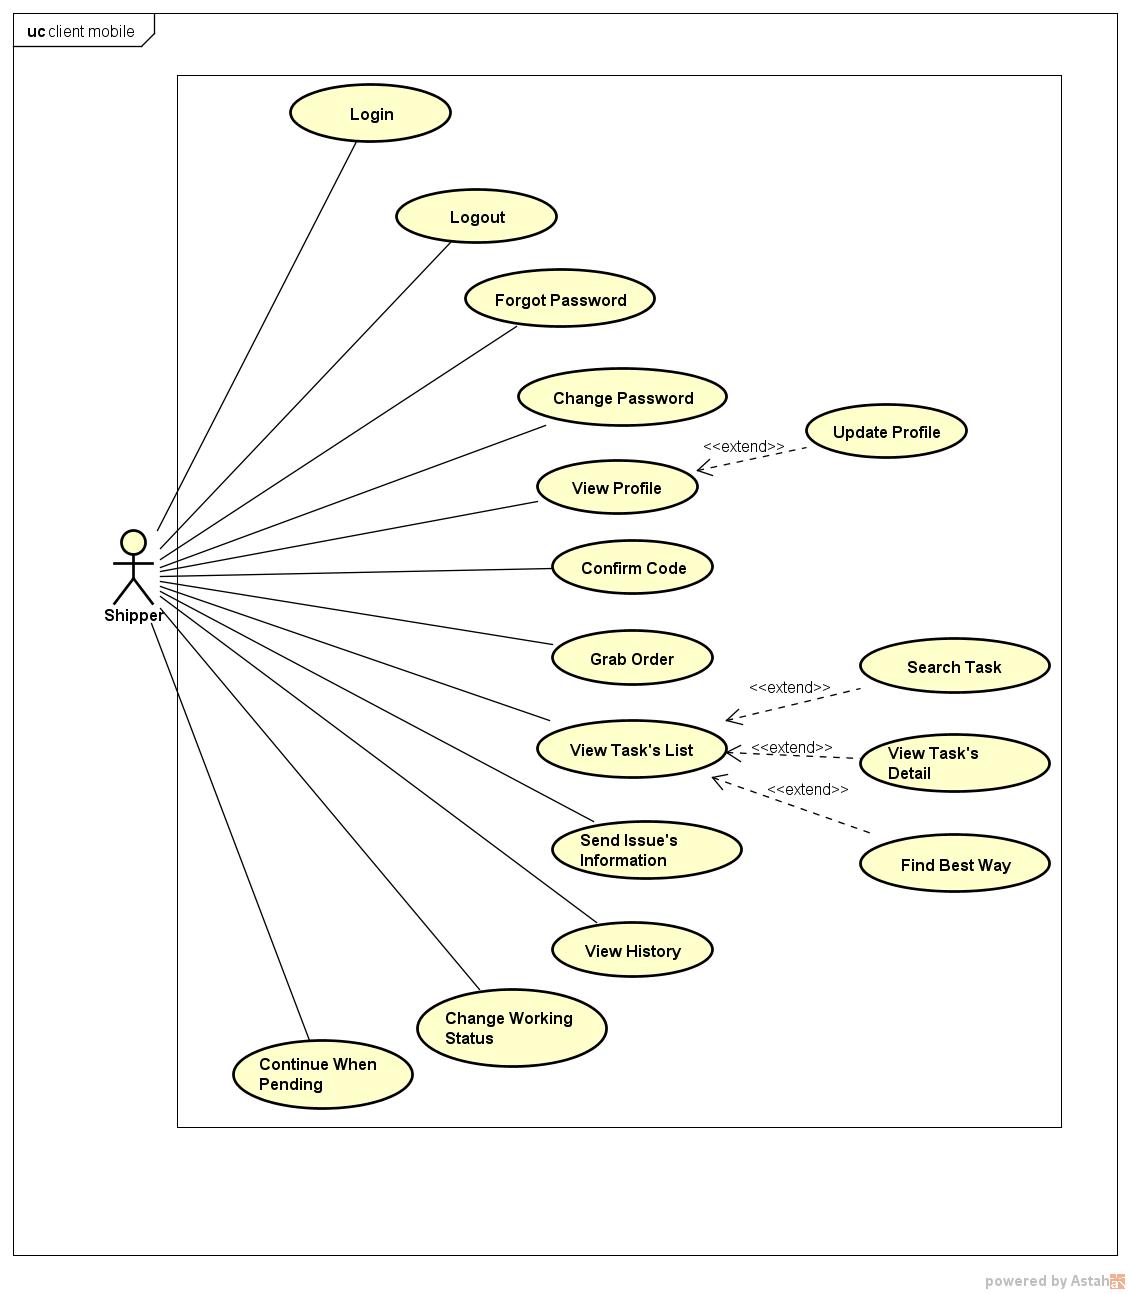 uc client mobile
Login
Logout
Forgot Password
Change Password
Update Profile
<<extend>>
View Profile
Confirm Code
Shipper
Grab Order
Search Task
<<extend>>
View Task's List
<<extend>>
View Task's
Detail
<<extend>>
Send Issue's
Information
Find Best Way
View History
Change Working
Status
Continue When
Pending
powered by Astah